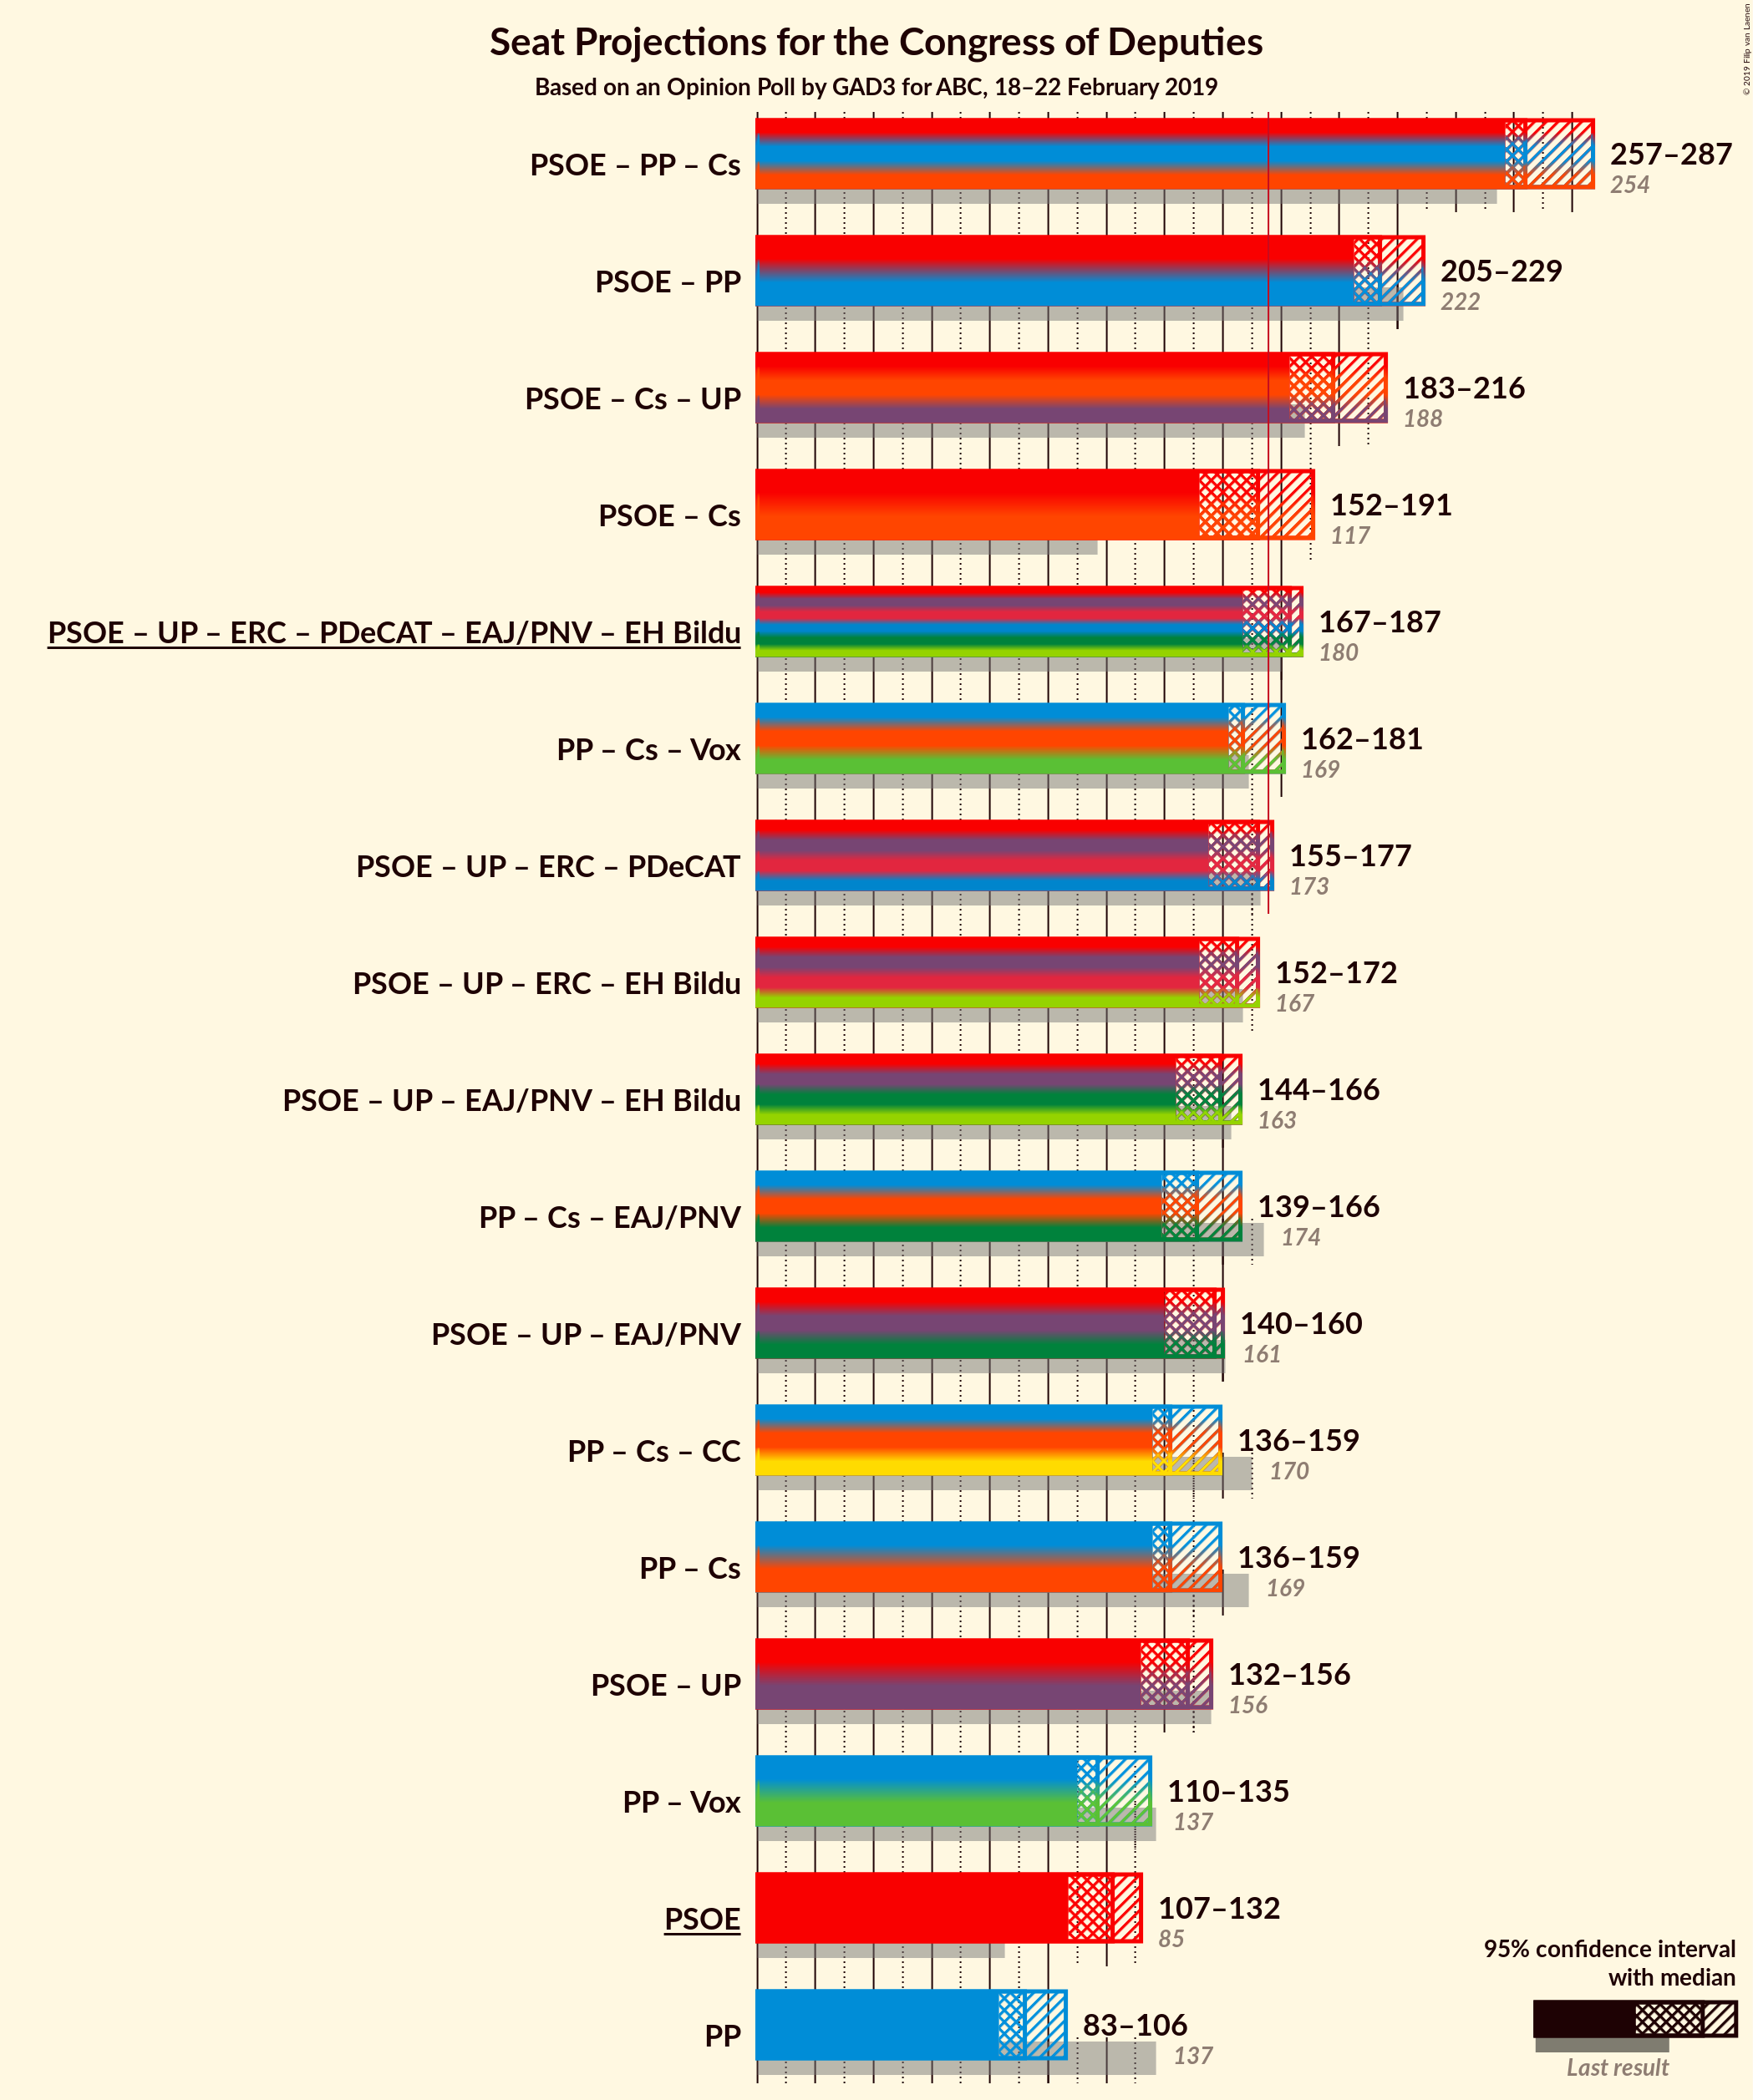 Seat Projections for the Congress of Deputies
Based on an Opinion Poll by GAD3 for ABC, 18–22 February 2019
© 2019 Filip van Laenen
PSOE – PP – Cs
257–287
254
PSOE – PP
205–229
222
PSOE – Cs – UP
183–216
188
PSOE – Cs
152–191
117
PSOE – UP – ERC – PDeCAT – EAJ/PNV – EH Bildu
167–187
180
PP – Cs – Vox
162–181
169
PSOE – UP – ERC – PDeCAT
155–177
173
PSOE – UP – ERC – EH Bildu
152–172
167
PSOE – UP – EAJ/PNV – EH Bildu
144–166
163
PP – Cs – EAJ/PNV
139–166
174
PSOE – UP – EAJ/PNV
140–160
161
PP – Cs – CC
136–159
170
PP – Cs
136–159
169
PSOE – UP
132–156
156
PP – Vox
110–135
137
PSOE
107–132
85
PP
83–106
137
95% confidence interval
with median
Last result